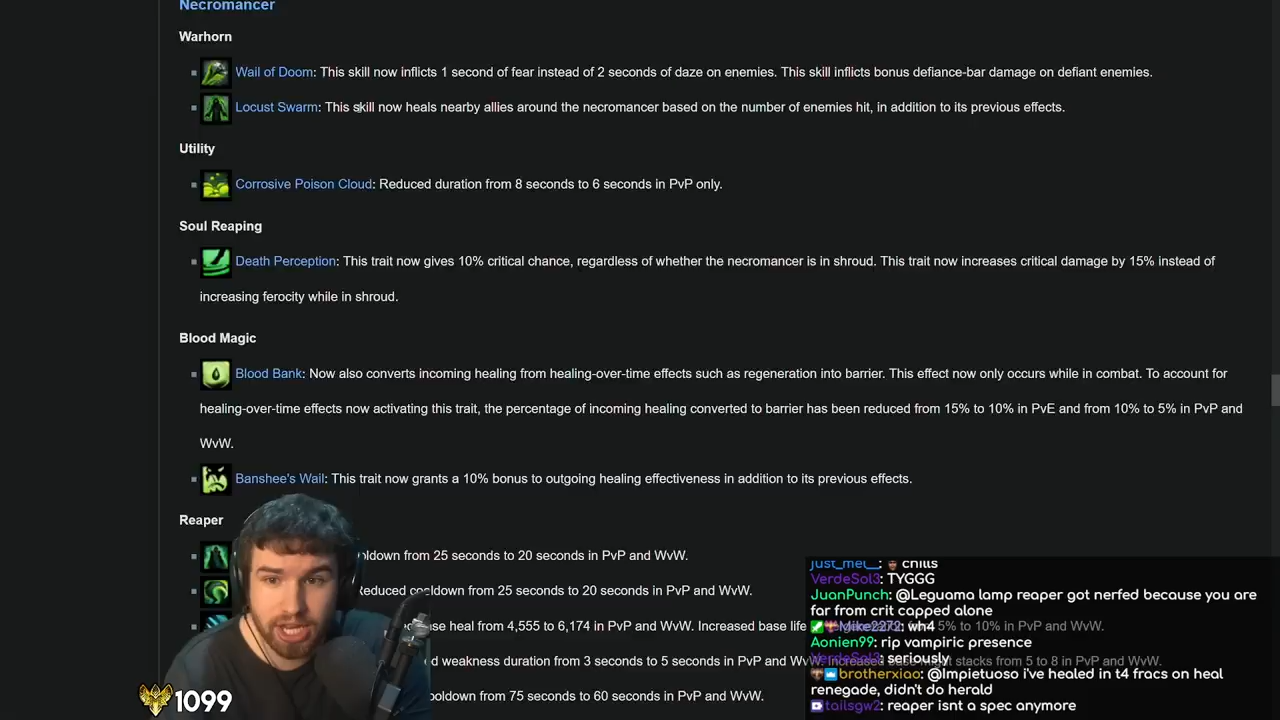 Necromancer
Warhorn
Wail of Doom: This skill now inflicts 1 second of fear instead of 2 seconds of daze on enemies. This skill inflicts bonus defiance-bar damage on defiant enemies.
Locust Swarm: This skill now heals nearby allies around the necromancer based on the number of enemies hit, in addition to its previous effects.
Utility
Corrosive Poison Cloud: Reduced duration from 8 seconds to 6 seconds in PvP only.
Soul Reaping
Death Perception: This trait now gives 10% critical chance, regardless of whether the necromancer is in shroud. This trait now increases critical damage by 15% instead of
increasing ferocity while in shroud.
Blood Magic
Blood Bank: Now also converts incoming healing from healing-over-time effects such as regeneration into barrier. This effect now only occurs while in combat. To account for
healing-over-time effects now activating this trait, the percentage of incoming healing converted to barrier has been reduced from 15% to 10% in PvE and from 10% to 5% in PvP and
WvW.
Banshee's Wail: This trait now grants a 10% bonus to outgoing healing effectiveness in addition to its previous effects.
Reaper
from 25 seconds to 20 seconds in PvP and WvW.
Reduced cooldown from 25 seconds to 20 seconds in PvP and WvW.
heal from 4,555 to 6,174 in PvP and WvW. Increased base life 5% to 10% in PvP and WvW.
weakness duration from 3 seconds to 5 seconds in PvP and WvW. Increased might stacks from 5 to 8 in PvP and WvW.
from 75 seconds to 60 seconds in PvP and WvW.
1099
just_me(__: chills
VerdeSol3: TYGGG
JuanPunch: @Leguama lamp reaper got nerfed because you are
far from crit capped alone
Mike2272: wh4
Aonien99: rip vampiric presence
VerdeSol3: seriously
brotherxiao: @Impietuoso i've healed in t4 fracs on heal
renegade, didn't do herald
tailsgw2: reaper isnt a spec anymore